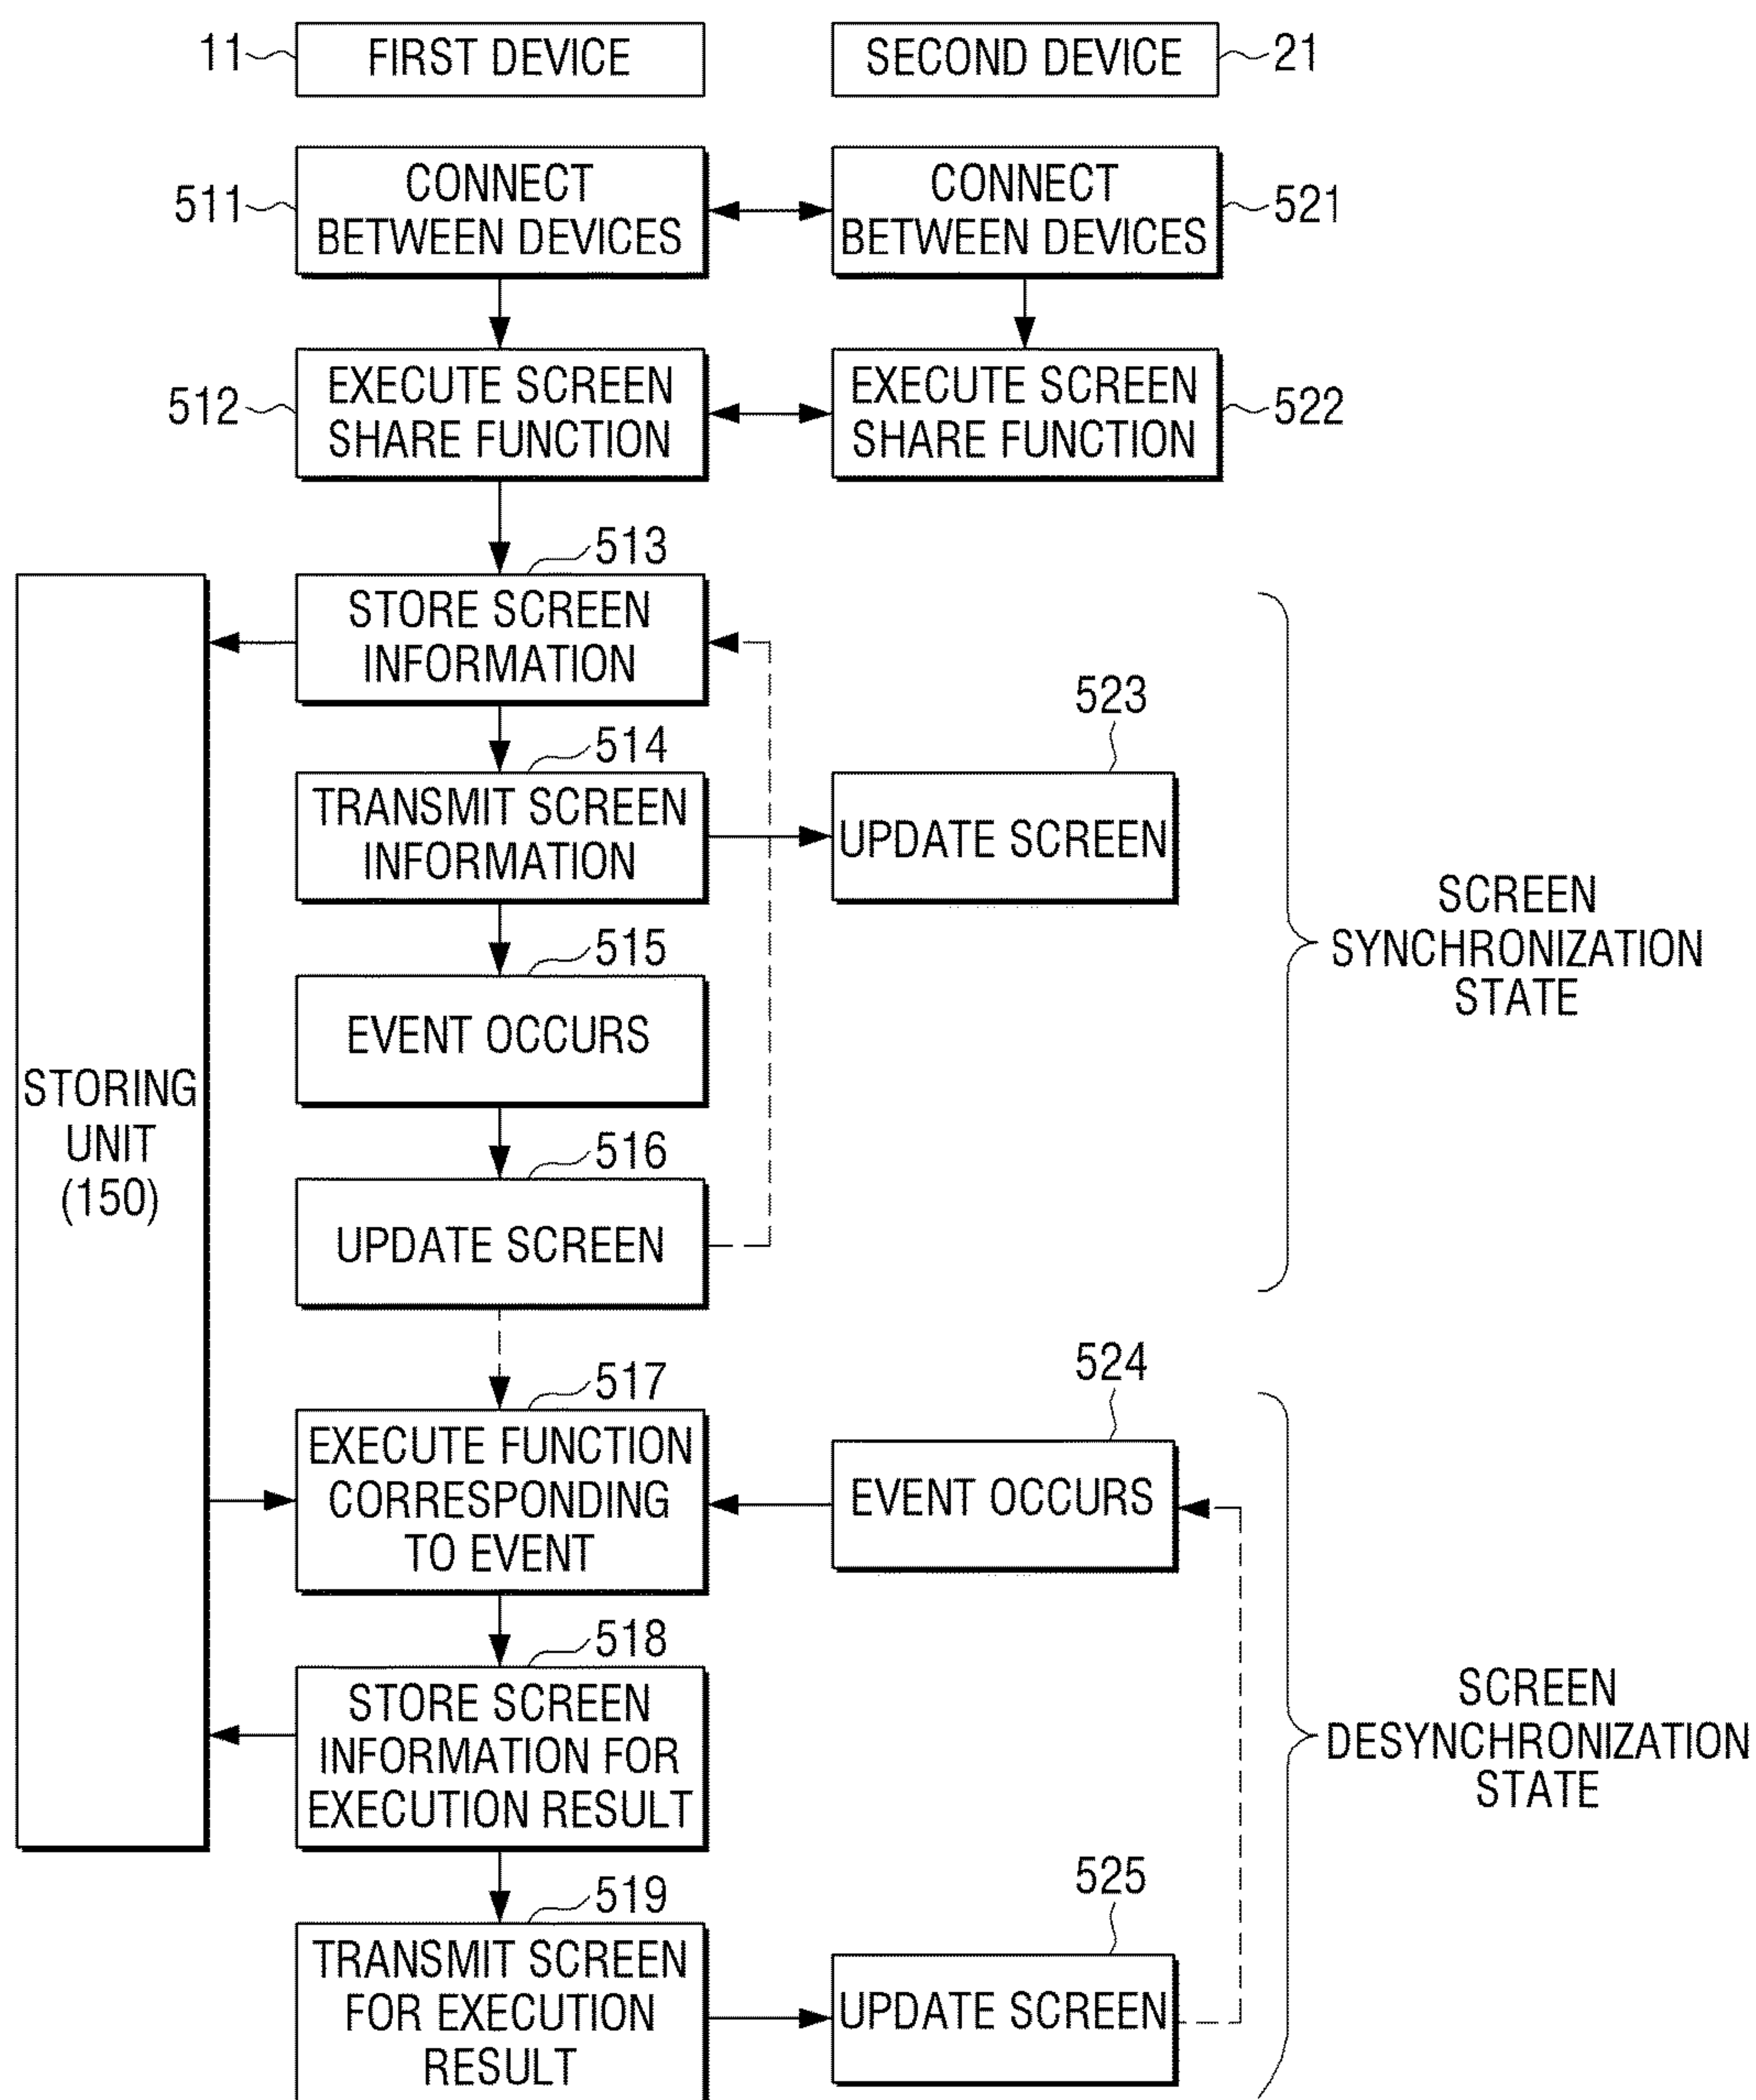 11
FIRST DEVICE
SECOND DEVICE
21
511
CONNECT
BETWEEN DEVICES
CONNECT
BETWEEN DEVICES
521
512
EXECUTE SCREEN
SHARE FUNCTION
EXECUTE SCREEN
SHARE FUNCTION
522
513
STORE SCREEN
INFORMATION
514
TRANSMIT SCREEN
INFORMATION
523
UPDATE SCREEN
515
EVENT OCCURS
516
UPDATE SCREEN
SCREEN
SYNCHRONIZATION
STATE
STORING
UNIT
(150)
517
EXECUTE FUNCTION
CORRESPONDING
TO EVENT
524
EVENT OCCURS
518
STORE SCREEN
INFORMATION FOR
EXECUTION RESULT
SCREEN
DESYNCHRONIZATION
STATE
519
TRANSMIT SCREEN
FOR EXECUTION
RESULT
525
UPDATE SCREEN